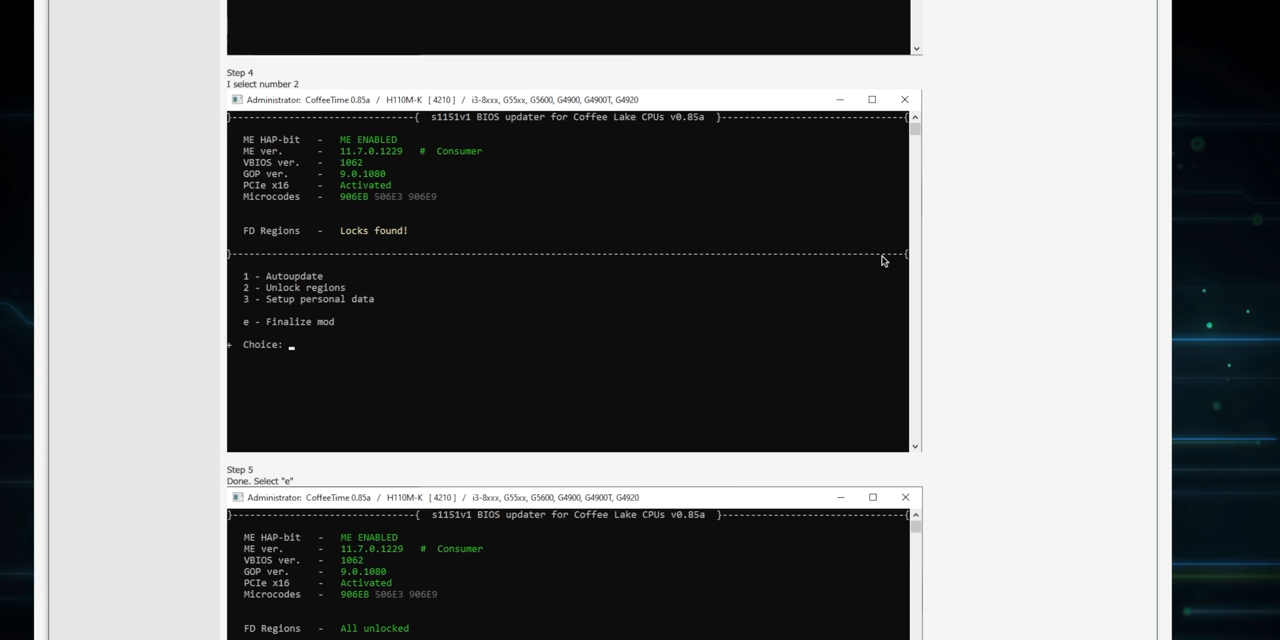 Step 4
I select number 2
Administrator: CoffeeTime 0.85a / H110M-K [ 4210 ] / i3-8xxx, G55xx, G5600, G4900, G4900T, G4920
}------------------------------{ s1151v1 BIOS updater for Coffee Lake CPUs v0.85a }------------------------------{
ME HAP-bit - ME ENABLED
ME ver. - 11.7.0.1229 # Consumer
VBIOS ver. - 1062
GOP ver. - 9.0.1080
PCIe x16 - Activated
Microcodes - 906EB 506E3 906E9
FD Regions - Locks found!
}----------------------------------------------------------------------------------------------------------------{
1 - Autoupdate
2 - Unlock regions
3 - Setup personal data
e - Finalize mod
+ Choice: _
Step 5
Done. Select "e"
Administrator: CoffeeTime 0.85a / H110M-K [ 4210 ] / i3-8xxx, G55xx, G5600, G4900, G4900T, G4920
}------------------------------{ s1151v1 BIOS updater for Coffee Lake CPUs v0.85a }------------------------------{
ME HAP-bit - ME ENABLED
ME ver. - 11.7.0.1229 # Consumer
VBIOS ver. - 1062
GOP ver. - 9.0.1080
PCIe x16 - Activated
Microcodes - 906EB 506E3 906E9
FD Regions - All unlocked